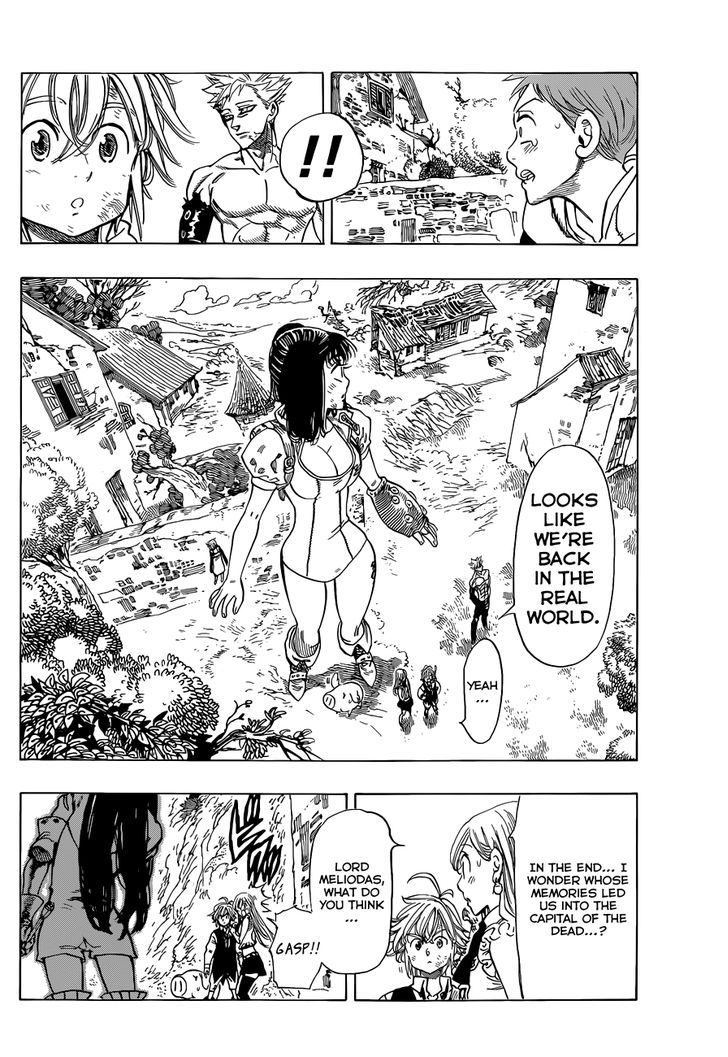 !!
LOOKS
LIKE
WE'RE
BACK
IN THE
REAL
WORLD.
YEAH
...
IN THE END... I
WONDER WHOSE
MEMORIES LED
US INTO THE
CAPITAL OF THE
DEAD...?
LORD
MELIODAS,
WHAT DO
YOU THINK
...
GASP!!